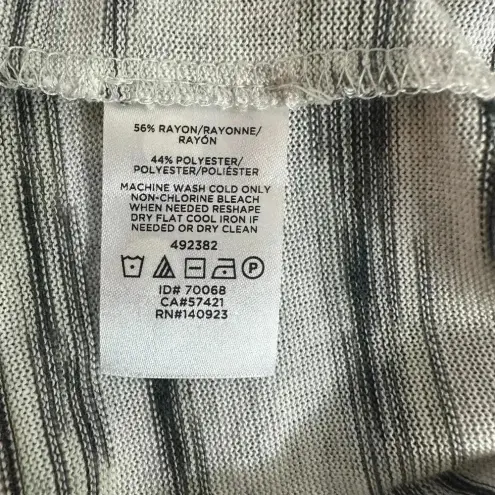 56% RAYON/RAYONNE/
RAYÓN
44% POLYESTER/
POLYESTER/POLIÉSTER
MACHINE WASH COLD ONLY
NON-CHLORINE BLEACH
WHEN NEEDED RESHAPE
DRY FLAT COOL IRON IF
NEEDED OR DRY CLEAN
492382
P
ID# 70068
CA#57421
RN#140923